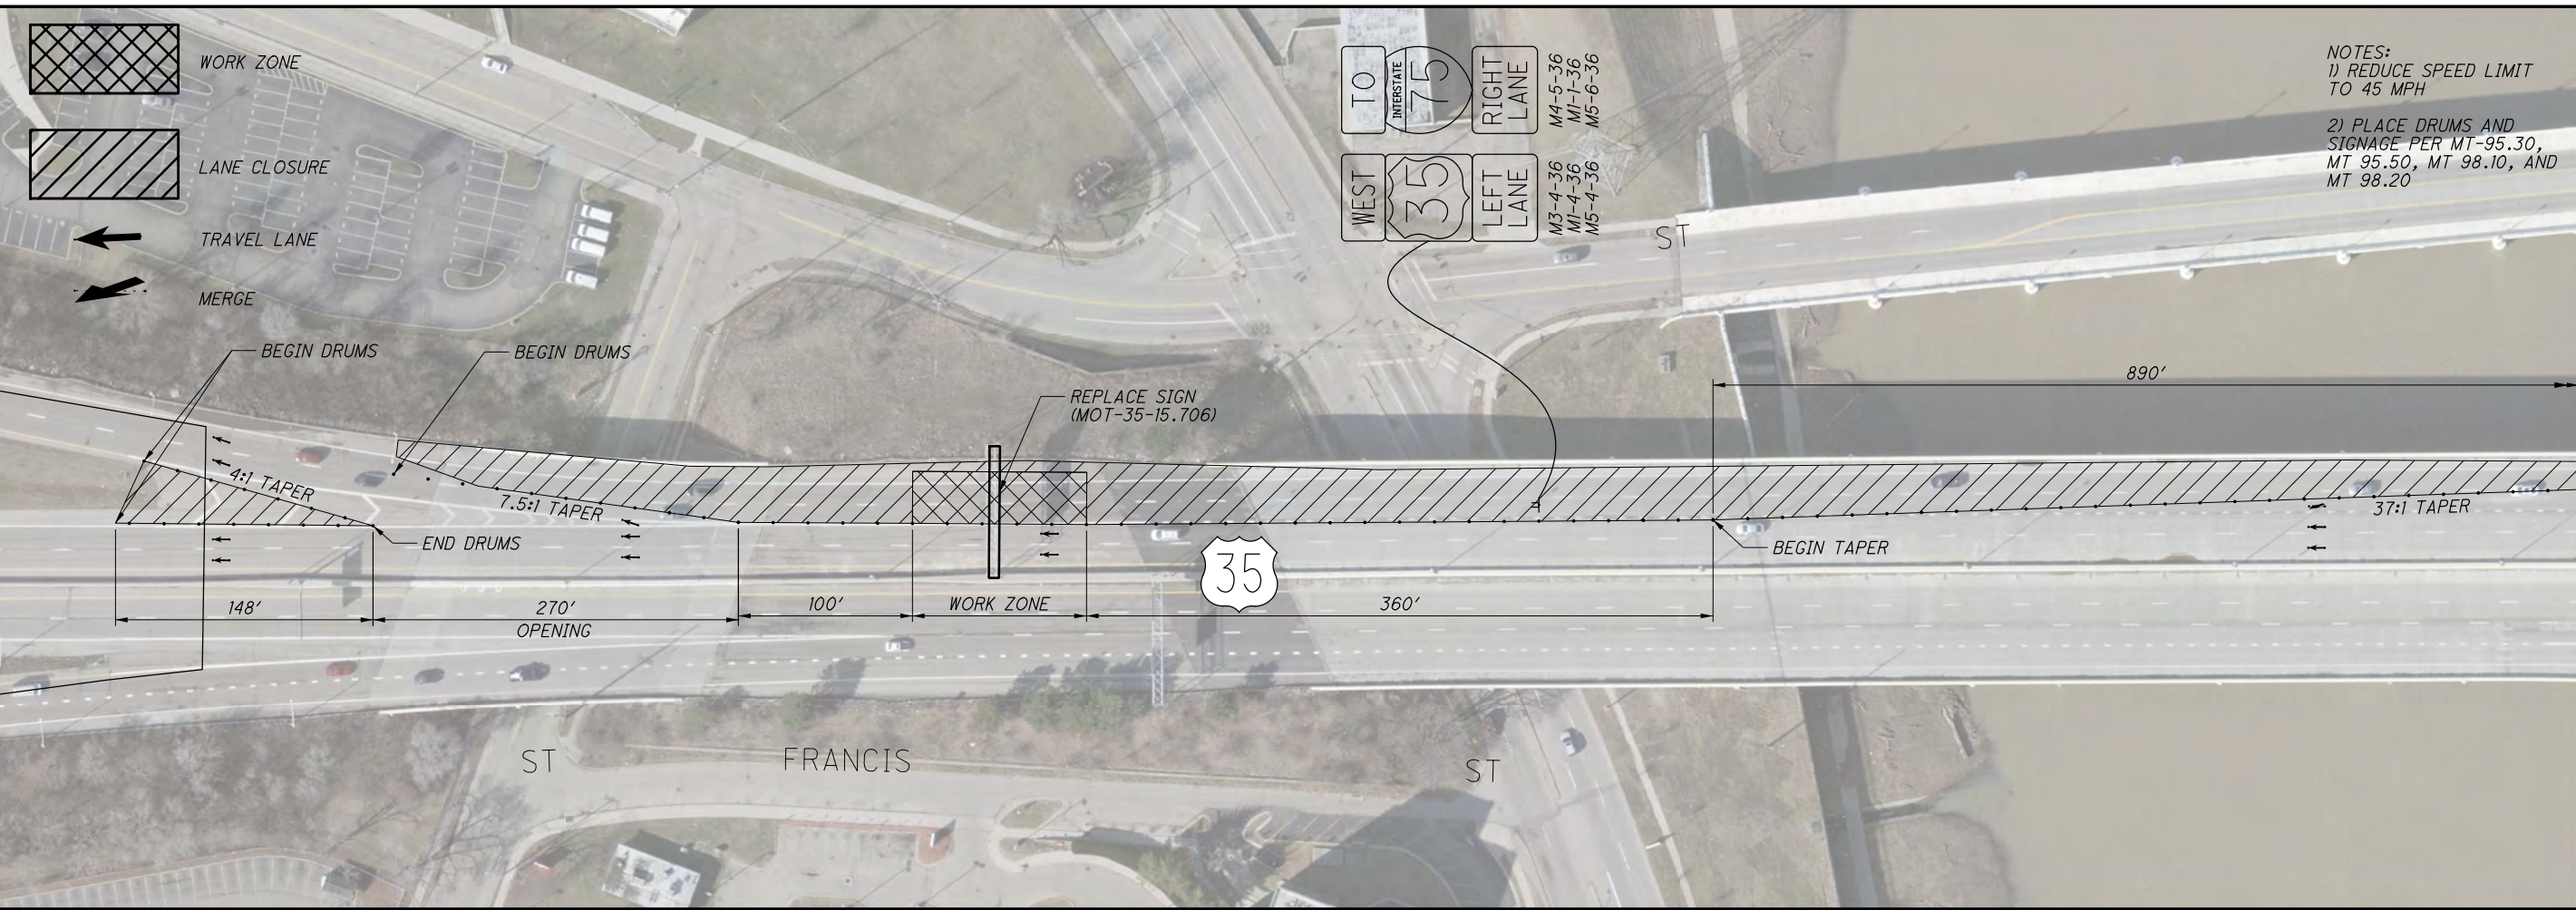 WORK ZONE
LANE CLOSURE
TRAVEL LANE
MERGE
TO
INTERSTATE
75
RIGHT
LANE
M4-5-36
M1-1-36
M5-6-36
WEST
35
LEFT
LANE
M3-4-36
M1-4-36
M5-4-36
NOTES:
1) REDUCE SPEED LIMIT
TO 45 MPH
2) PLACE DRUMS AND
SIGNAGE PER MT-95.30,
MT 95.50, MT 98.10, AND
MT 98.20
ST
BEGIN DRUMS
BEGIN DRUMS
REPLACE SIGN
(MOT-35-15.706)
890'
4:1 TAPER
7.5:1 TAPER
37:1 TAPER
END DRUMS
BEGIN TAPER
35
148'
270'
OPENING
100'
WORK ZONE
360'
ST
FRANCIS
ST